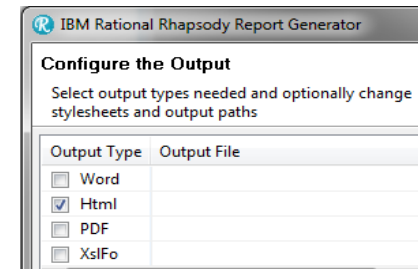 IBM Rational Rhapsody Report Generator
Configure the Output
Select output types needed and optionally change
stylesheets and output paths
Output Type Output File
Word
Html
PDF
XslFo